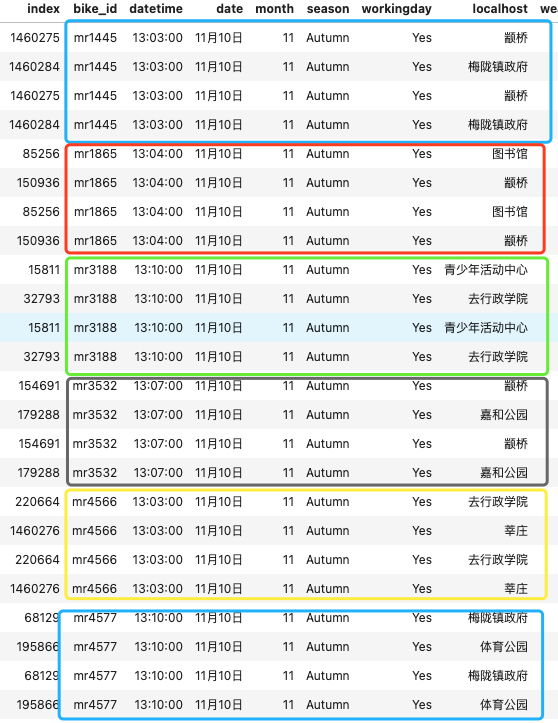 index bike_id datetime date month season workingday localhost
1460275 mr1445 13:03:00 11月10日 11 Autumn Yes 颛桥
1460284 mr1445 13:03:00 11月10日 11 Autumn Yes 梅陇镇政府
1460275 mr1445 13:03:00 11月10日 11 Autumn Yes 颛桥
1460284 mr1445 13:03:00 11月10日 11 Autumn Yes 梅陇镇政府
85256 mr1865 13:04:00 11月10日 11 Autumn Yes 图书馆
150936 mr1865 13:04:00 11月10日 11 Autumn Yes 颛桥
85256 mr1865 13:04:00 11月10日 11 Autumn Yes 图书馆
150936 mr1865 13:04:00 11月10日 11 Autumn Yes 颛桥
15811 mr3188 13:10:00 11月10日 11 Autumn Yes 青少年活动中心
32793 mr3188 13:10:00 11月10日 11 Autumn Yes 去行政学院
15811 mr3188 13:10:00 11月10日 11 Autumn Yes 青少年活动中心
32793 mr3188 13:10:00 11月10日 11 Autumn Yes 去行政学院
154691 mr3532 13:07:00 11月10日 11 Autumn Yes 颛桥
179288 mr3532 13:07:00 11月10日 11 Autumn Yes 嘉和公园
154691 mr3532 13:07:00 11月10日 11 Autumn Yes 颛桥
179288 mr3532 13:07:00 11月10日 11 Autumn Yes 嘉和公园
220664 mr4566 13:03:00 11月10日 11 Autumn Yes 去行政学院
1460276 mr4566 13:03:00 11月10日 11 Autumn Yes 莘庄
220664 mr4566 13:03:00 11月10日 11 Autumn Yes 去行政学院
1460276 mr4566 13:03:00 11月10日 11 Autumn Yes 莘庄
68129 mr4577 13:10:00 11月10日 11 Autumn Yes 梅陇镇政府
195866 mr4577 13:10:00 11月10日 11 Autumn Yes 体育公园
68129 mr4577 13:10:00 11月10日 11 Autumn Yes 梅陇镇政府
195866 mr4577 13:10:00 11月10日 11 Autumn Yes 体育公园